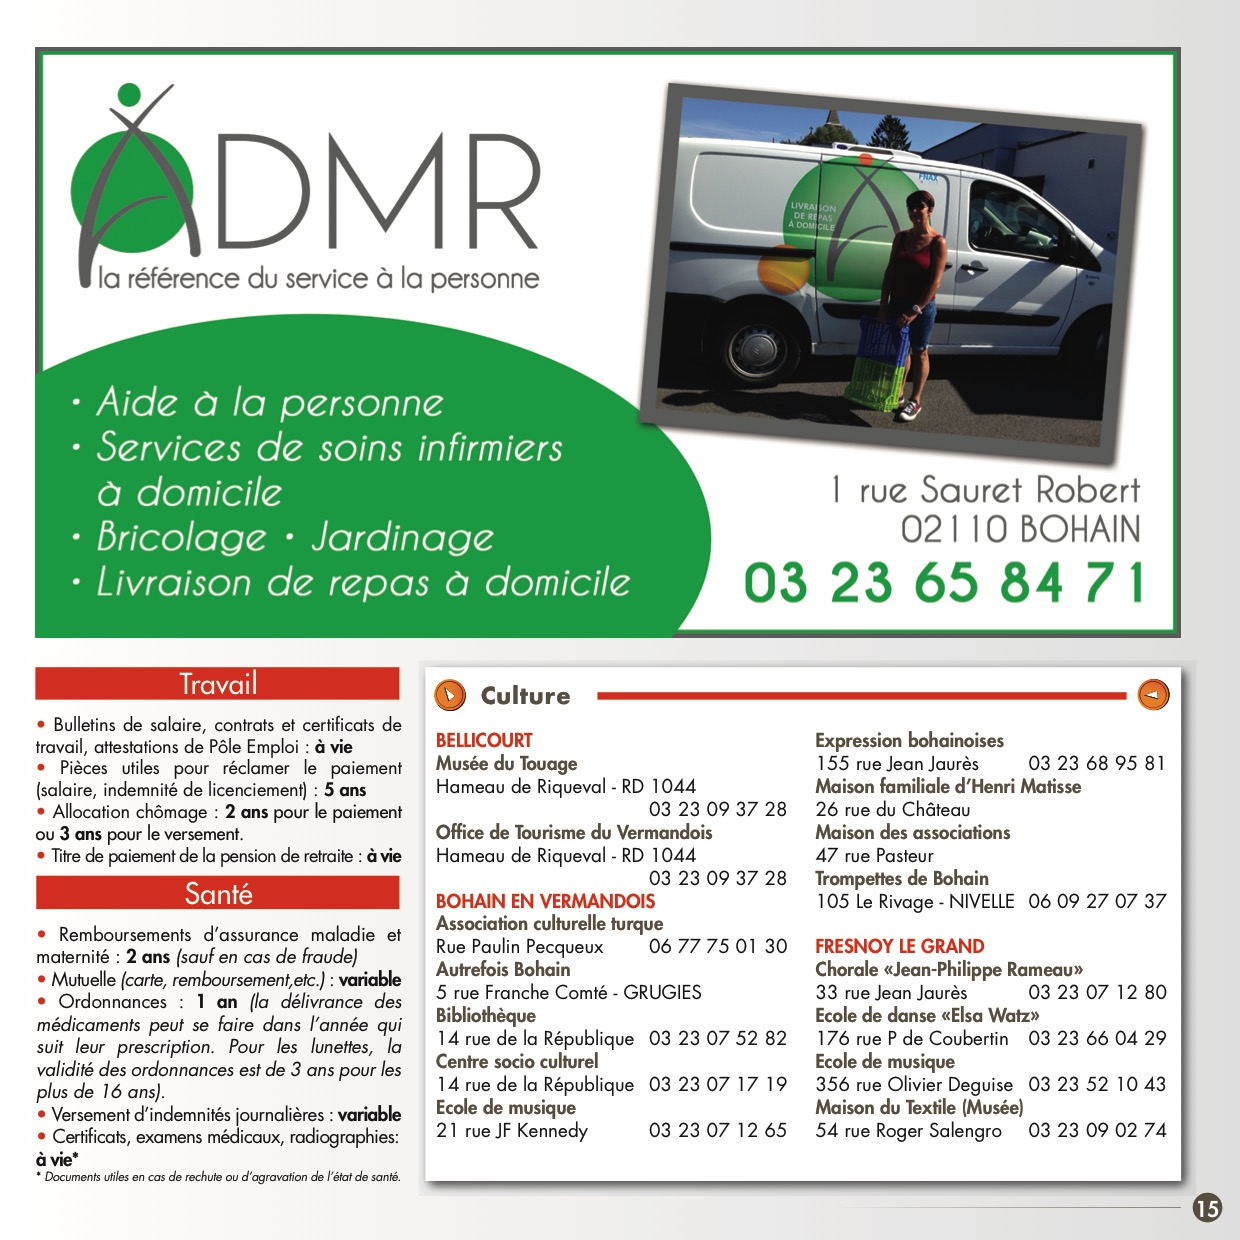 ADMR
la référence du service à la personne
• Aide à la personne
• Services de soins infirmiers
à domicile
• Bricolage • Jardinage
• Livraison de repas à domicile
FNAX
LIVRAISON
DE REPAS
À DOMICILE
1 rue Sauret Robert
02110 BOHAIN
03 23 65 84 71
Travail
• Bulletins de salaire, contrats et certificats de
travail, attestations de Pôle Emploi : à vie
• Pièces utiles pour réclamer le paiement
(salaire, indemnité de licenciement) : 5 ans
• Allocation chômage : 2 ans pour le paiement
ou 3 ans pour le versement.
• Titre de paiement de la pension de retraite : à vie
Santé
• Remboursements d'assurance maladie et
maternité : 2 ans (sauf en cas de fraude)
• Mutuelle (carte, remboursement,etc.) : variable
• Ordonnances : 1 an (la délivrance des
médicaments peut se faire dans l'année qui
suit leur prescription. Pour les lunettes, la
validité des ordonnances est de 3 ans pour les
plus de 16 ans).
• Versement d'indemnités journalières : variable
• Certificats, examens médicaux, radiographies:
à vie*
* Documents utiles en cas de rechute ou d'agravation de l'état de santé.
Culture
BELLICOURT
Musée du Touage
Hameau de Riqueval - RD 1044
03 23 09 37 28
Office de Tourisme du Vermandois
Hameau de Riqueval - RD 1044
03 23 09 37 28
BOHAIN EN VERMANDOIS
Association culturelle turque
Rue Paulin Pecqueux 06 77 75 01 30
Autrefois Bohain
5 rue Franche Comté - GRUGIES
Bibliothèque
14 rue de la République 03 23 07 52 82
Centre socio culturel
14 rue de la République 03 23 07 17 19
Ecole de musique
21 rue JF Kennedy 03 23 07 12 65
Expression bohainoises
155 rue Jean Jaurès 03 23 68 95 81
Maison familiale d'Henri Matisse
26 rue du Château
Maison des associations
47 rue Pasteur
Trompettes de Bohain
105 Le Rivage - NIVELLE 06 09 27 07 37
FRESNOY LE GRAND
Chorale «Jean-Philippe Rameau»
33 rue Jean Jaurès 03 23 07 12 80
Ecole de danse «Elsa Watz»
176 rue P de Coubertin 03 23 66 04 29
Ecole de musique
356 rue Olivier Deguise 03 23 52 10 43
Maison du Textile (Musée)
54 rue Roger Salengro 03 23 09 02 74
15